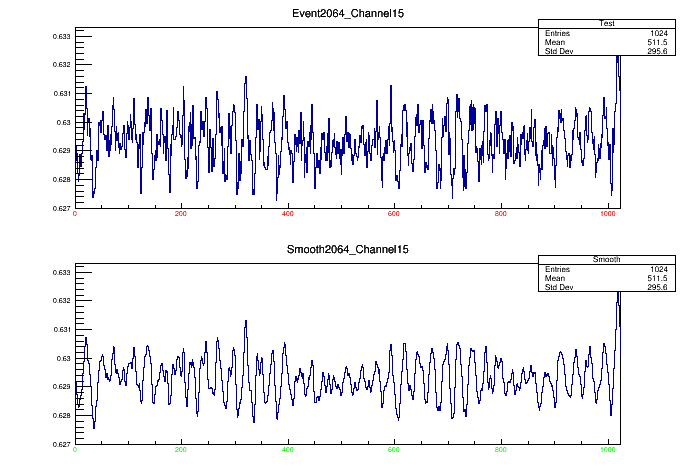 Event2064_Channel15
Test
Entries 1024
Mean 511.5
Std Dev 295.6
0.633
0.632
0.631
0.63
0.629
0.628
0.627
0 200 400 600 800 1000
Smooth2064_Channel15
Smooth
Entries 1024
Mean 511.5
Std Dev 295.6
0.633
0.632
0.631
0.63
0.629
0.628
0.627
0 200 400 600 800 1000